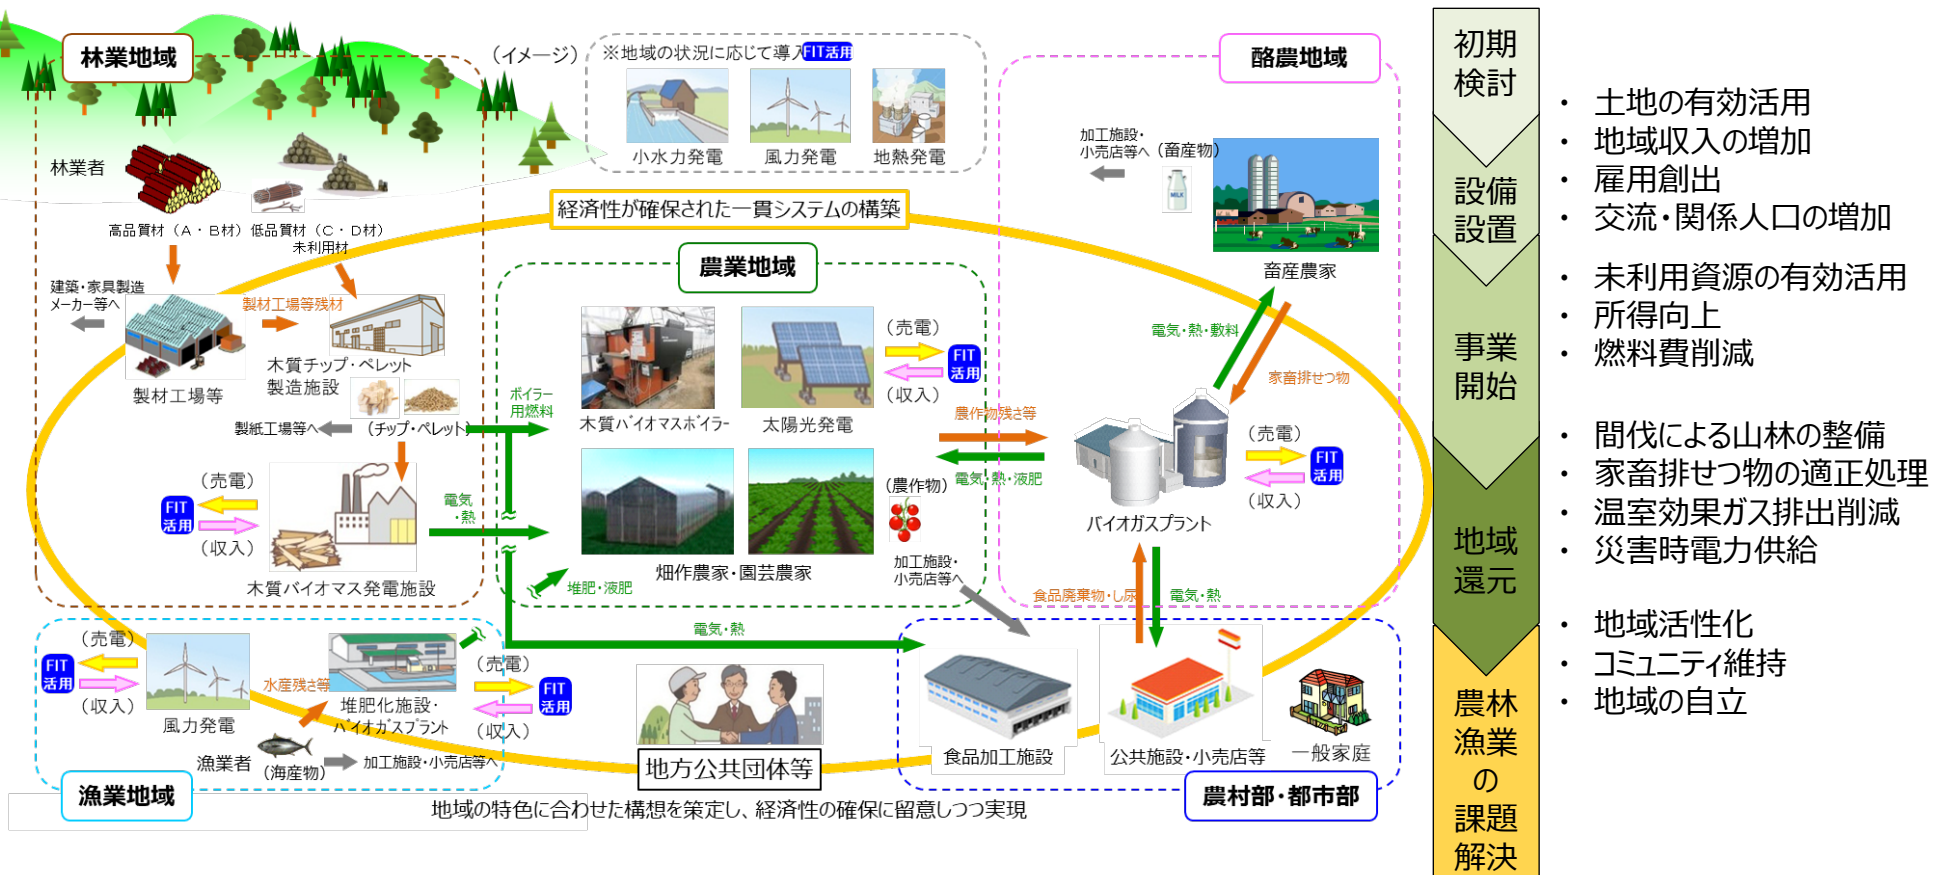 林業地域
（イメージ）
※地域の状況に応じて導入
FIT活用
小水力発電
風力発電
地熱発電
酪農地域
林業者
高品質材（A・B材）
低品質材（C・D材）
未利用材
経済性が確保された一貫システムの構築
加工施設・
小売店等へ
（畜産物）
MILK
畜産農家
建築・家具製造
メーカー等へ
製材工場等残材
製材工場等
木質チップ・ペレット
製造施設
製紙工場等へ
（チップ・ペレット）
ボイラー
用燃料
農業地域
木質バイオマスボイラー
太陽光発電
（売電）
FIT
活用
（収入）
電気・熱・敷料
家畜排せつ物
農作物残さ等
電気・熱・液肥
バイオガスプラント
（売電）
FIT
活用
（収入）
（売電）
FIT
活用
（収入）
木質バイオマス発電施設
電気
・熱
畑作農家・園芸農家
（農作物）
加工施設・
小売店等へ
堆肥・液肥
食品廃棄物・し尿
電気・熱
電気・熱
（売電）
FIT
活用
（収入）
風力発電
水産残さ等
堆肥化施設・
バイオガスプラント
（売電）
FIT
活用
（収入）
漁業者
（海産物）
加工施設・小売店等へ
漁業地域
地方公共団体等
食品加工施設
公共施設・小売店等
一般家庭
農村部・都市部
地域の特色に合わせた構想を策定し、経済性の確保に留意しつつ実現
初期
検討
設備
設置
事業
開始
地域
還元
農林
漁業
の
課題
解決
・ 土地の有効活用
・ 地域収入の増加
・ 雇用創出
・ 交流・関係人口の増加
・ 未利用資源の有効活用
・ 所得向上
・ 燃料費削減
・ 間伐による山林の整備
・ 家畜排せつ物の適正処理
・ 温室効果ガス排出削減
・ 災害時電力供給
・ 地域活性化
・ コミュニティ維持
・ 地域の自立